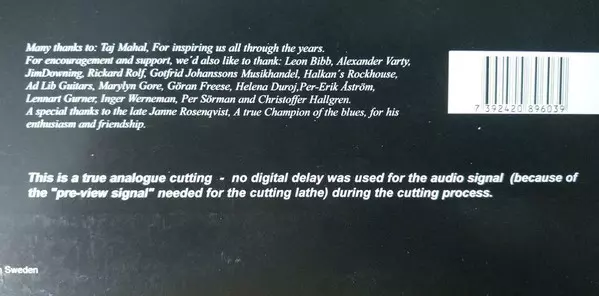 Many thanks to: Taj Mahal, For inspiring us all through the years.
For encouragement and support, we'd also like to thank: Leon Bibb, Alexander Varty,
JimDowning, Rickard Rolf, Gotfrid Johanssons Musikhandel, Halkan´s Rockhouse,
Ad Lib Guitars, Marylyn Gore, Göran Freese, Helena Duroj,Per-Erik Åström,
Lennart Gurner, Inger Werneman, Per Sörman and Christoffer Hallgren.
A special thanks to the late Janne Rosenqvist, A true Champion of the blues, for his
enthusiasm and friendship.
7 392420 896039
This is a true analogue cutting - no digital delay was used for the audio signal (because of
the "pre-view signal" needed for the cutting lathe) during the cutting process.
Sweden